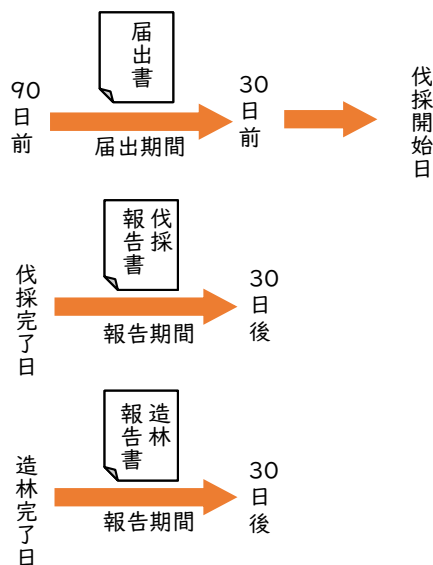 届出書
90日前
届出期間
30日前
伐採開始日
伐採
報告書
伐採完了日
報告期間
30日後
造林
報告書
造林完了日
報告期間
30日後